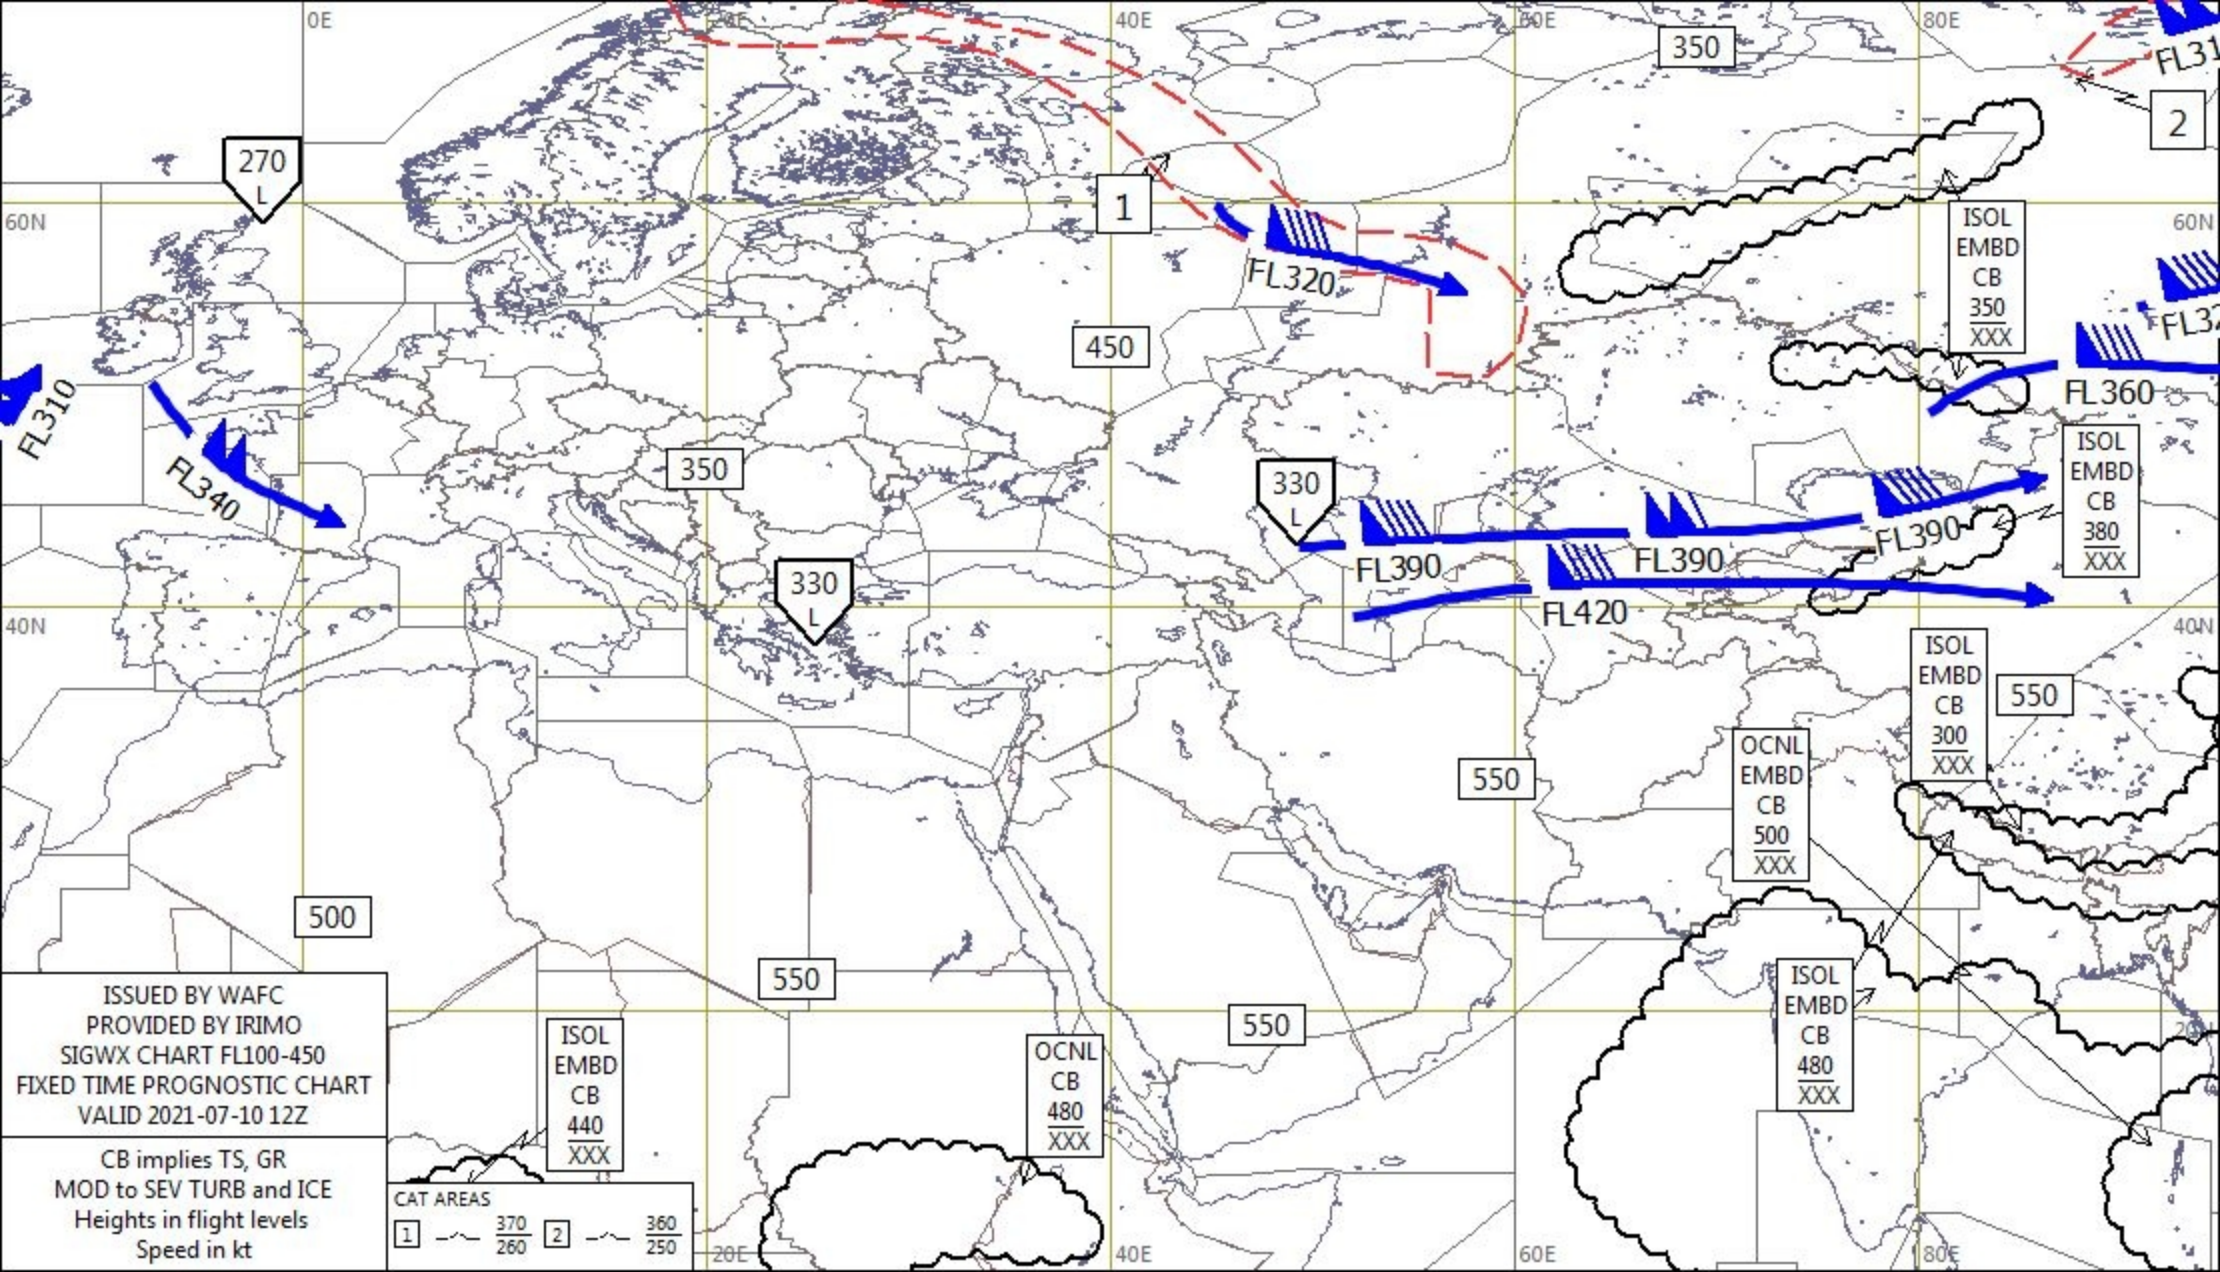 0E
20E
40E
60E
80E
350
FL31
2
270
L
60N
60N
1
ISOL
EMBD
CB
350
XXX
FL320
450
FL32
FL310
FL360
FL340
350
ISOL
EMBD
CB
380
XXX
330
L
FL390
FL390
FL390
330
L
FL420
40N
40N
ISOL
EMBD
CB
300
XXX
550
OCNL
EMBD
CB
500
XXX
550
500
550
550
ISOL
EMBD
CB
480
XXX
ISSUED BY WAFC
PROVIDED BY IRIMO
SIGWX CHART FL100-450
FIXED TIME PROGNOSTIC CHART
VALID 2021-07-10 12Z
ISOL
EMBD
CB
440
XXX
OCNL
CB
480
XXX
20N
CB implies TS, GR
MOD to SEV TURB and ICE
Heights in flight levels
Speed in kt
CAT AREAS
1 370
260
2 360
250
20E
40E
60E
80E